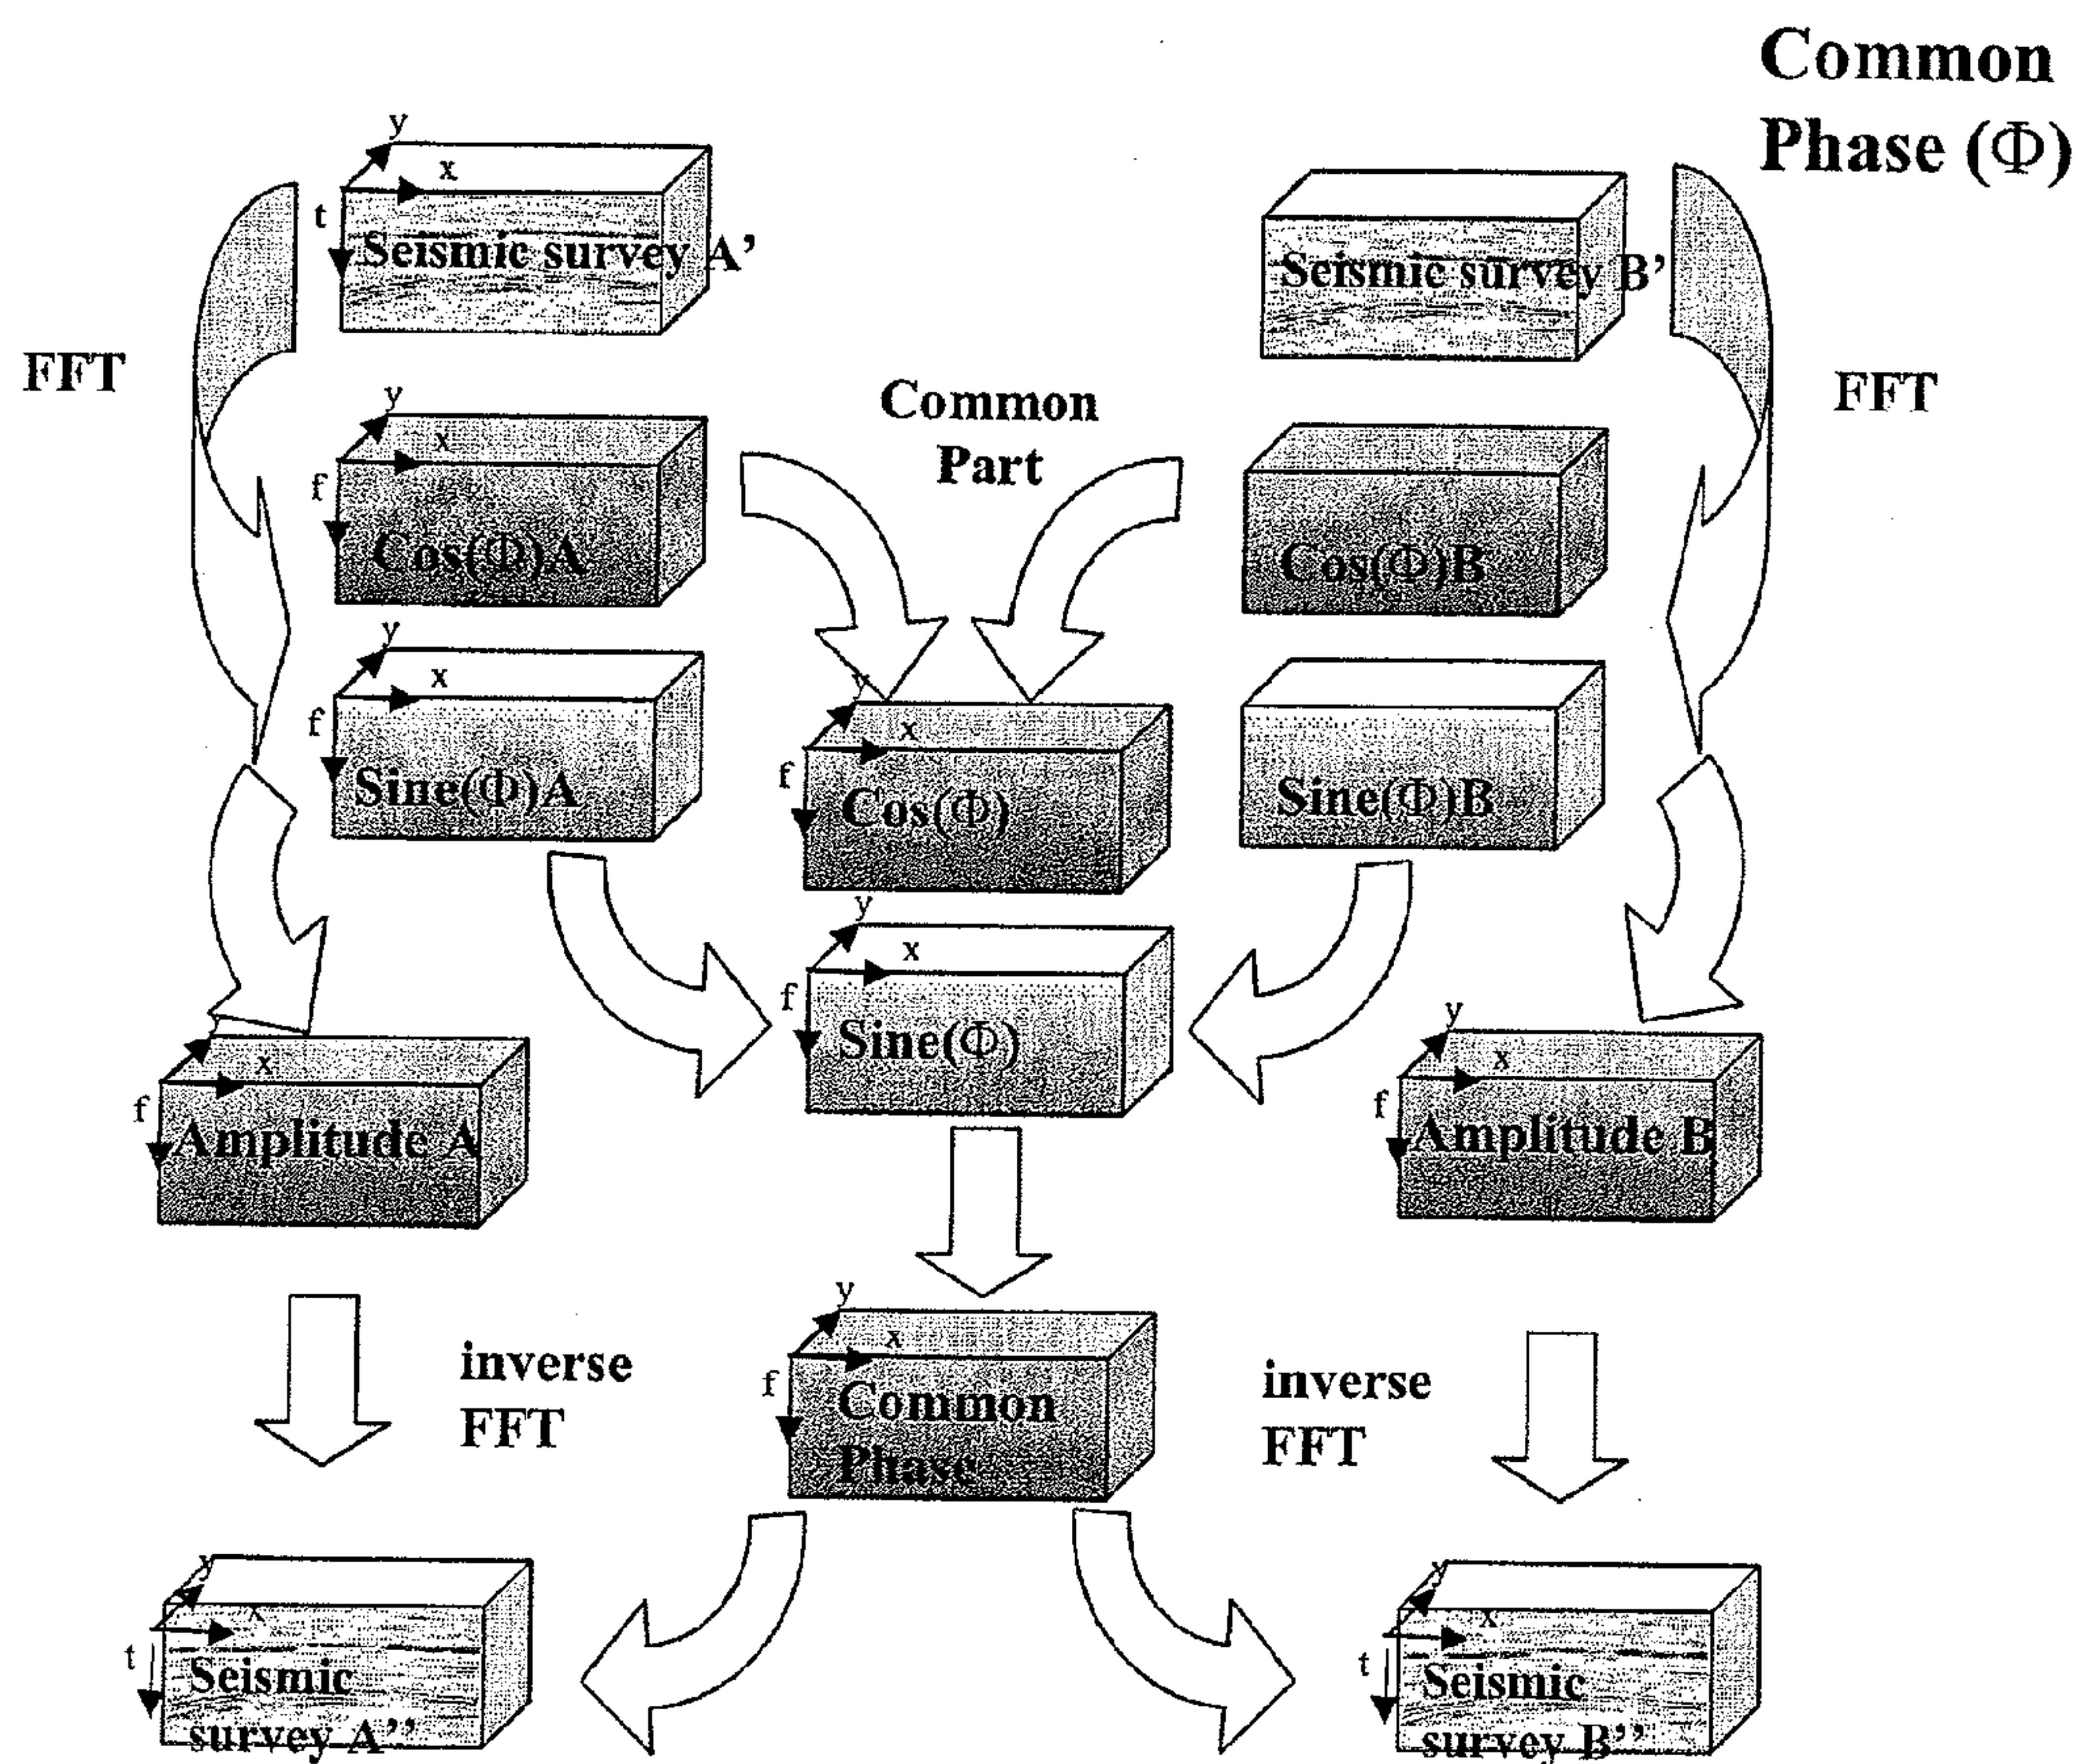 Common
Phase (Φ)
y
x
t
Seismic survey A’
Seismic survey B’
FFT
FFT
Common
Part
y
x
f
Cos(Φ)A
Cos(Φ)B
y
x
f
Sine(Φ)A
y
x
f
Cos(Φ)
Sine(Φ)B
y
x
f
Sine(Φ)
y
x
f
Amplitude A
y
x
f
Amplitude B
inverse
FFT
y
x
f
Common
Phase
inverse
FFT
y
x
t
Seismic
survey A’’
y
x
t
Seismic
survey B’’